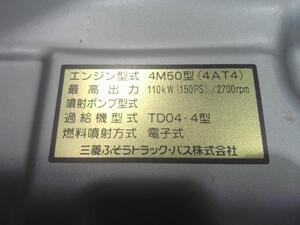 エンジン型式 4M50型(4AT4)
最高出力 110kW(150PS)/2700rpm
噴射ポンプ型式
過給機型式 TD04-4型
燃料噴射方式 電子式
三菱ふそうトラック・バス株式会社